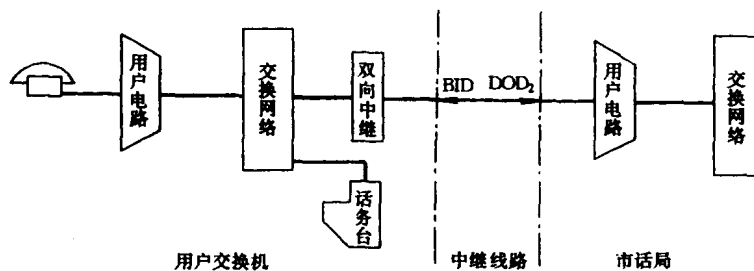 用户电路
交换网络
双向中继
BID DOD₂
用户电路
交换网络
话务台
用户交换机
中继线路
市话局